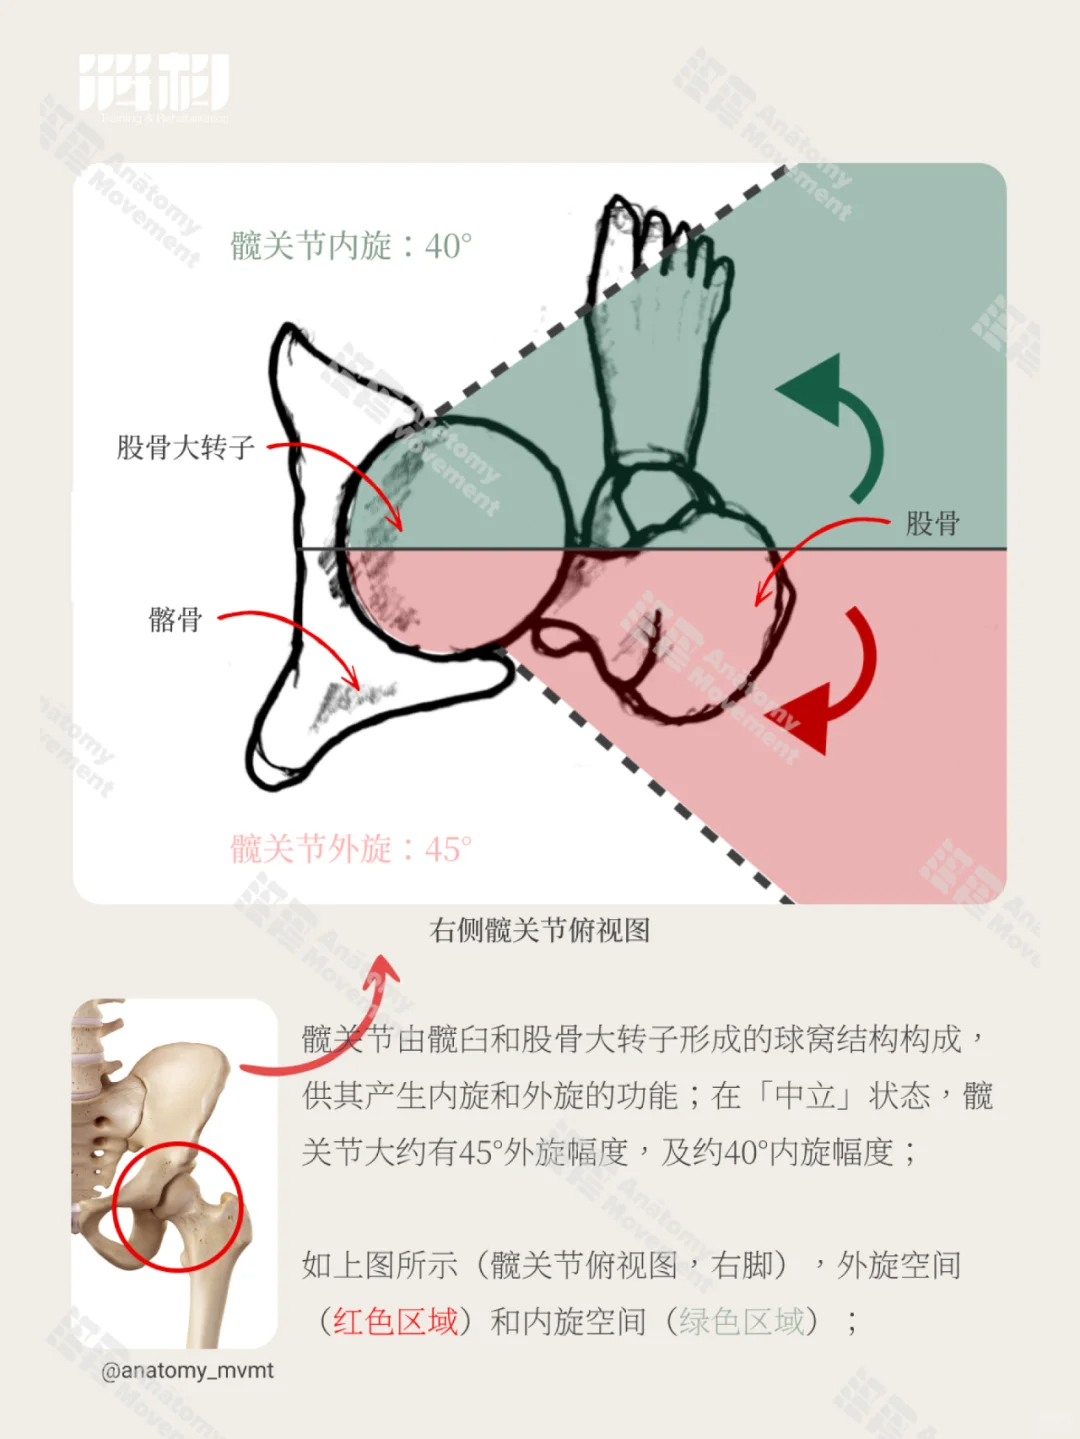 Training & Rehabilitation
髋关节内旋：40°
股骨大转子
股骨
髂骨
髋关节外旋：45°
右侧髋关节俯视图
髋关节由髋臼和股骨大转子形成的球窝结构构成，
供其产生内旋和外旋的功能；在「中立」状态，髋
关节大约有45°外旋幅度，及约40°内旋幅度；
如上图所示（髋关节俯视图，右脚），外旋空间
（红色区域）和内旋空间（绿色区域）；
@anatomy_mvmt
Anātomy
Movement